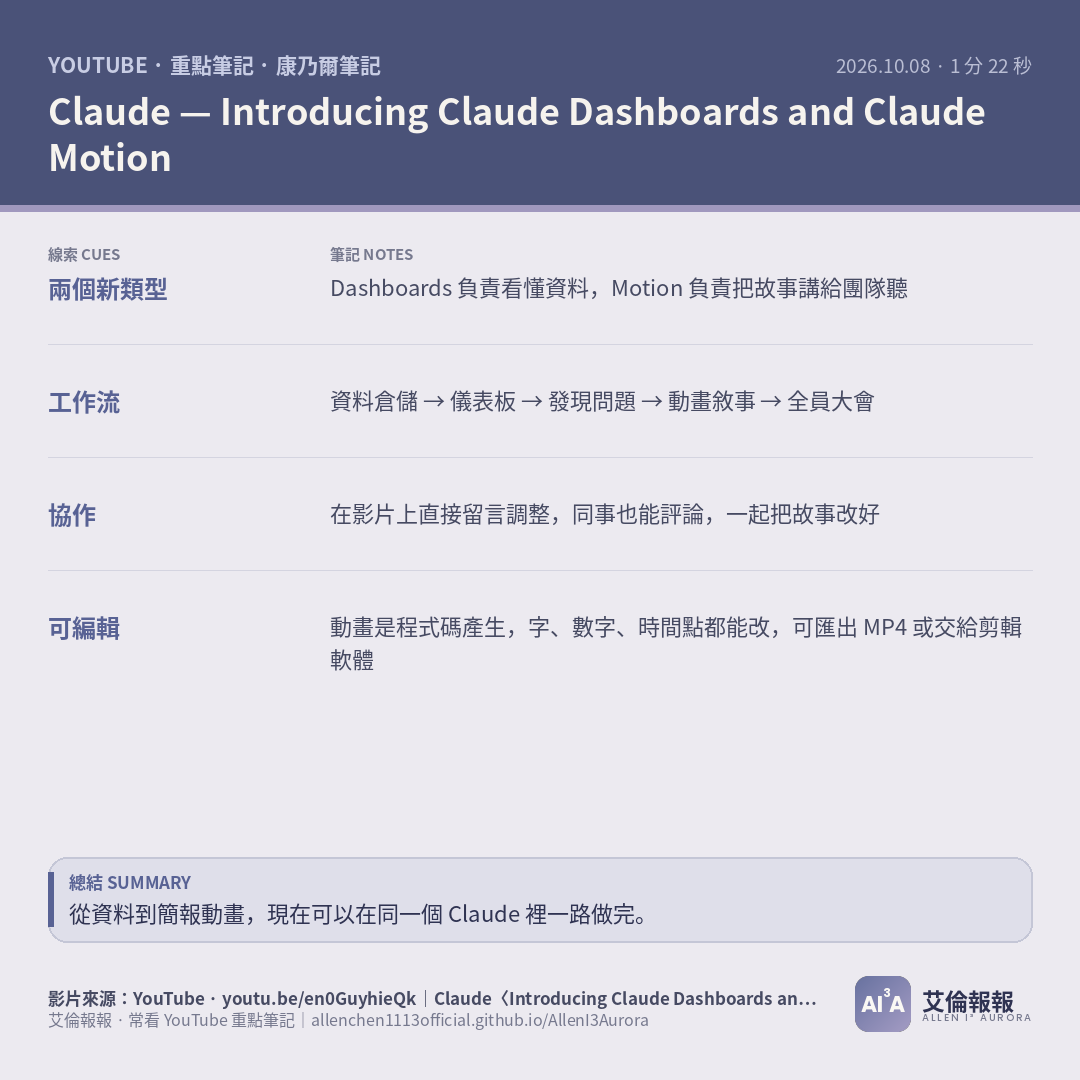 YOUTUBE · 重點筆記 · 康乃爾筆記
2026.10.08 · 1 分 22 秒
Claude — Introducing Claude Dashboards and Claude
Motion
線索 CUES
筆記 NOTES
兩個新類型
Dashboards 負責看懂資料，Motion 負責把故事講給團隊聽
工作流
資料倉儲 → 儀表板 → 發現問題 → 動畫敘事 → 全員大會
協作
在影片上直接留言調整，同事也能評論，一起把故事改好
可編輯
動畫是程式碼產生，字、數字、時間點都能改，可匯出 MP4 或交給剪輯
軟體
總結 SUMMARY
從資料到簡報動畫，現在可以在同一個 Claude 裡一路做完。
影片來源：YouTube · youtu.be/en0GuyhieQk｜Claude〈Introducing Claude Dashboards an…
艾倫報報 · 常看 YouTube 重點筆記｜allenchen1113official.github.io/AllenI3Aurora
AI³A
艾倫報報
ALLEN I³ AURORA